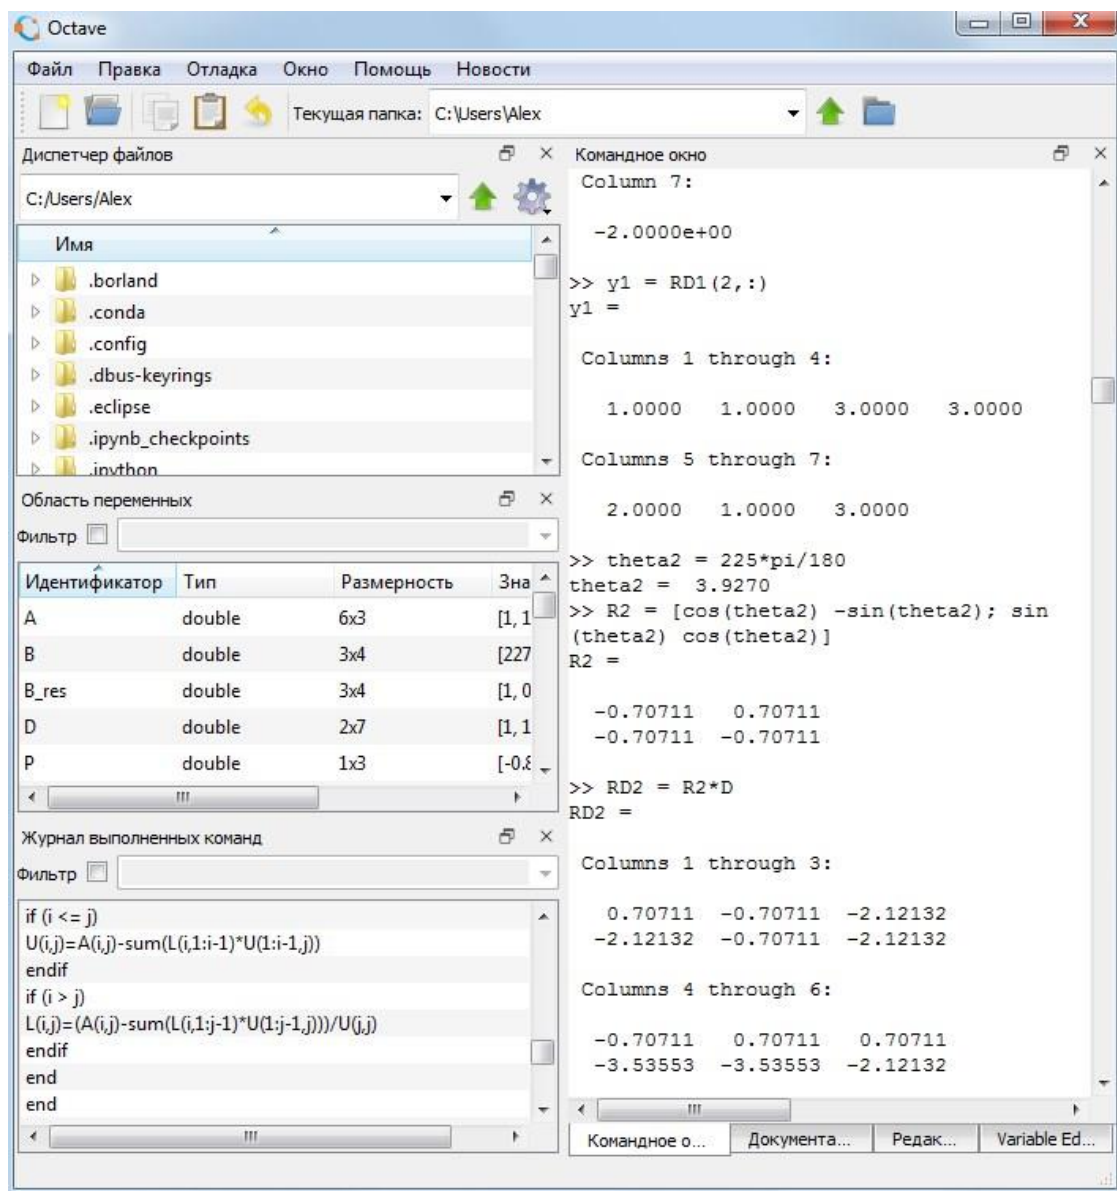 Octave
Файл Правка Отладка Окно Помощь Новости
Текущая папка: C:\Users\Alex
Диспетчер файлов
C:/Users/Alex
Имя
.borland
.conda
.config
.dbus-keyrings
.eclipse
.ipynb_checkpoints
.ipython
Область переменных
Фильтр
Идентификатор Тип Размерность Зна
A double 6x3 [1, 1
B double 3x4 [227
B_res double 3x4 [1, 0
D double 2x7 [1, 1
P double 1x3 [-0.8
Журнал выполненных команд
Фильтр
if (i <= j)
U(i,j)=A(i,j)-sum(L(i,1:i-1)*U(1:i-1,j))
endif
if (i > j)
L(i,j)=(A(i,j)-sum(L(i,1:j-1)*U(1:j-1,j)))/U(j,j)
endif
end
end
Командное окно
Column 7:
-2.0000e+00
>> y1 = RD1(2,:)
y1 =
Columns 1 through 4:
1.0000 1.0000 3.0000 3.0000
Columns 5 through 7:
2.0000 1.0000 3.0000
>> theta2 = 225*pi/180
theta2 = 3.9270
>> R2 = [cos(theta2) -sin(theta2); sin
(theta2) cos(theta2)]
R2 =
-0.70711 0.70711
-0.70711 -0.70711
>> RD2 = R2*D
RD2 =
Columns 1 through 3:
0.70711 -0.70711 -2.12132
-2.12132 -0.70711 -2.12132
Columns 4 through 6:
-0.70711 0.70711 0.70711
-3.53553 -3.53553 -2.12132
Командное о... Документа... Редак... Variable Ed...